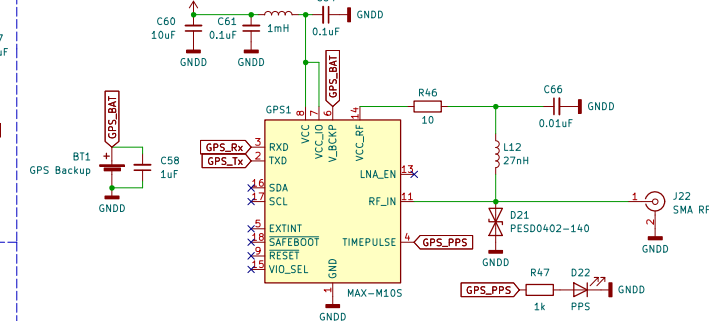 C60
10uF
C61
0.1uF
1mH
0.1uF
GNDD
GNDD
GNDD
GPS_BAT
BT1
GPS Backup
C58
1uF
GNDD
GPS_BAT
GPS1
8
7
6
14
VCC
VCC_IO
V_BCKP
VCC_RF
GPS_Rx
3
RXD
GPS_Tx
2
TXD
16
SDA
17
SCL
5
EXTINT
18
SAFEBOOT
9
RESET
15
VIO_SEL
LNA_EN
13
RF_IN
11
TIMEPULSE
4
GPS_PPS
GND
1
MAX-M10S
GNDD
R46
10
C66
0.01uF
GNDD
L12
27nH
D21
PESD0402-140
GNDD
J22
SMA RF
1
2
GNDD
GPS_PPS
R47
1k
D22
PPS
GNDD